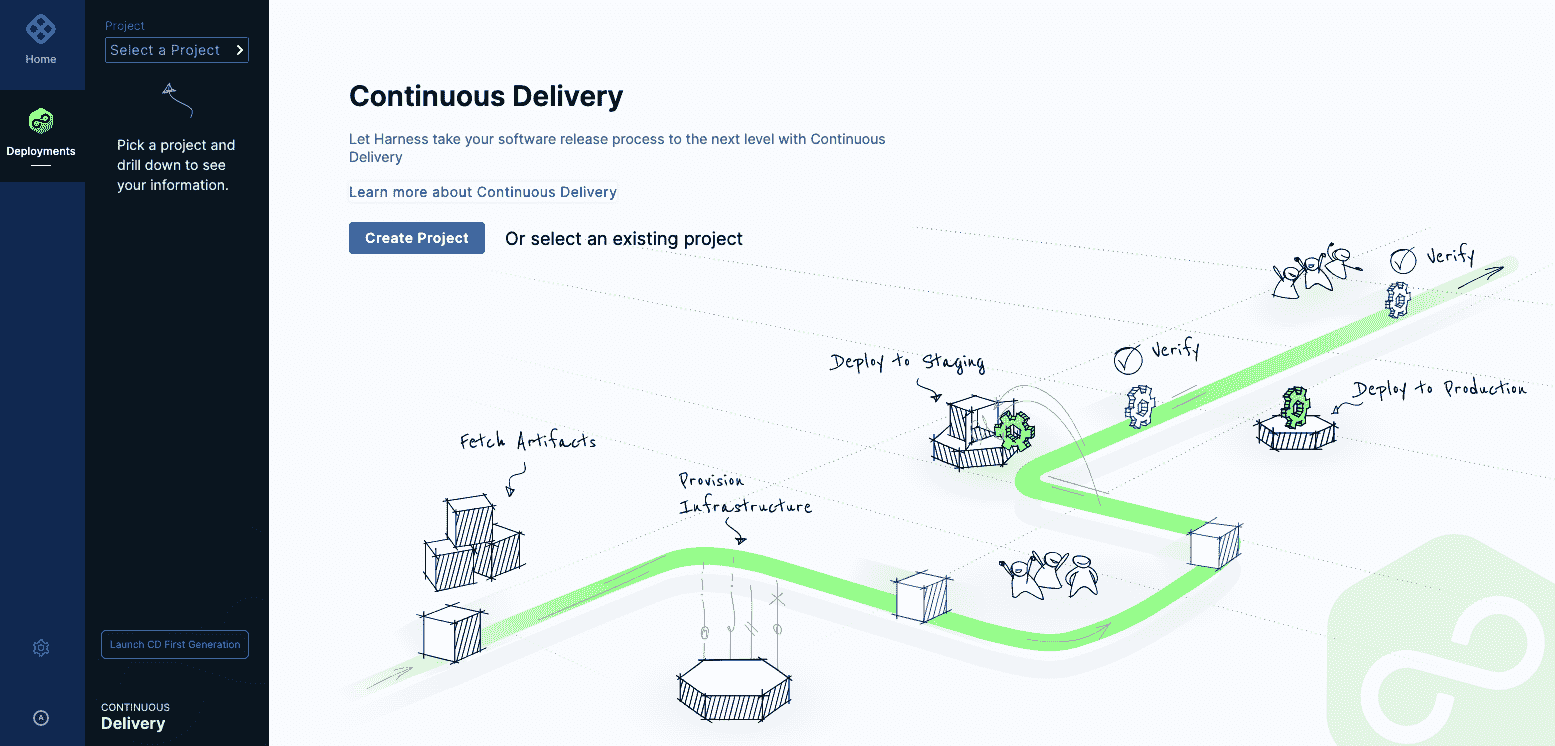 Home
Deployments
A
Project
Select a Project
Pick a project and
drill down to see
your information.
Launch CD First Generation
CONTINUOUS
Delivery
Continuous Delivery
Let Harness take your software release process to the next level with Continuous
Delivery
Learn more about Continuous Delivery
Create Project
Or select an existing project
Verify
Verify
Deploy to Staging
Deploy to Production
Fetch Artifacts
Provision
Infrastructure